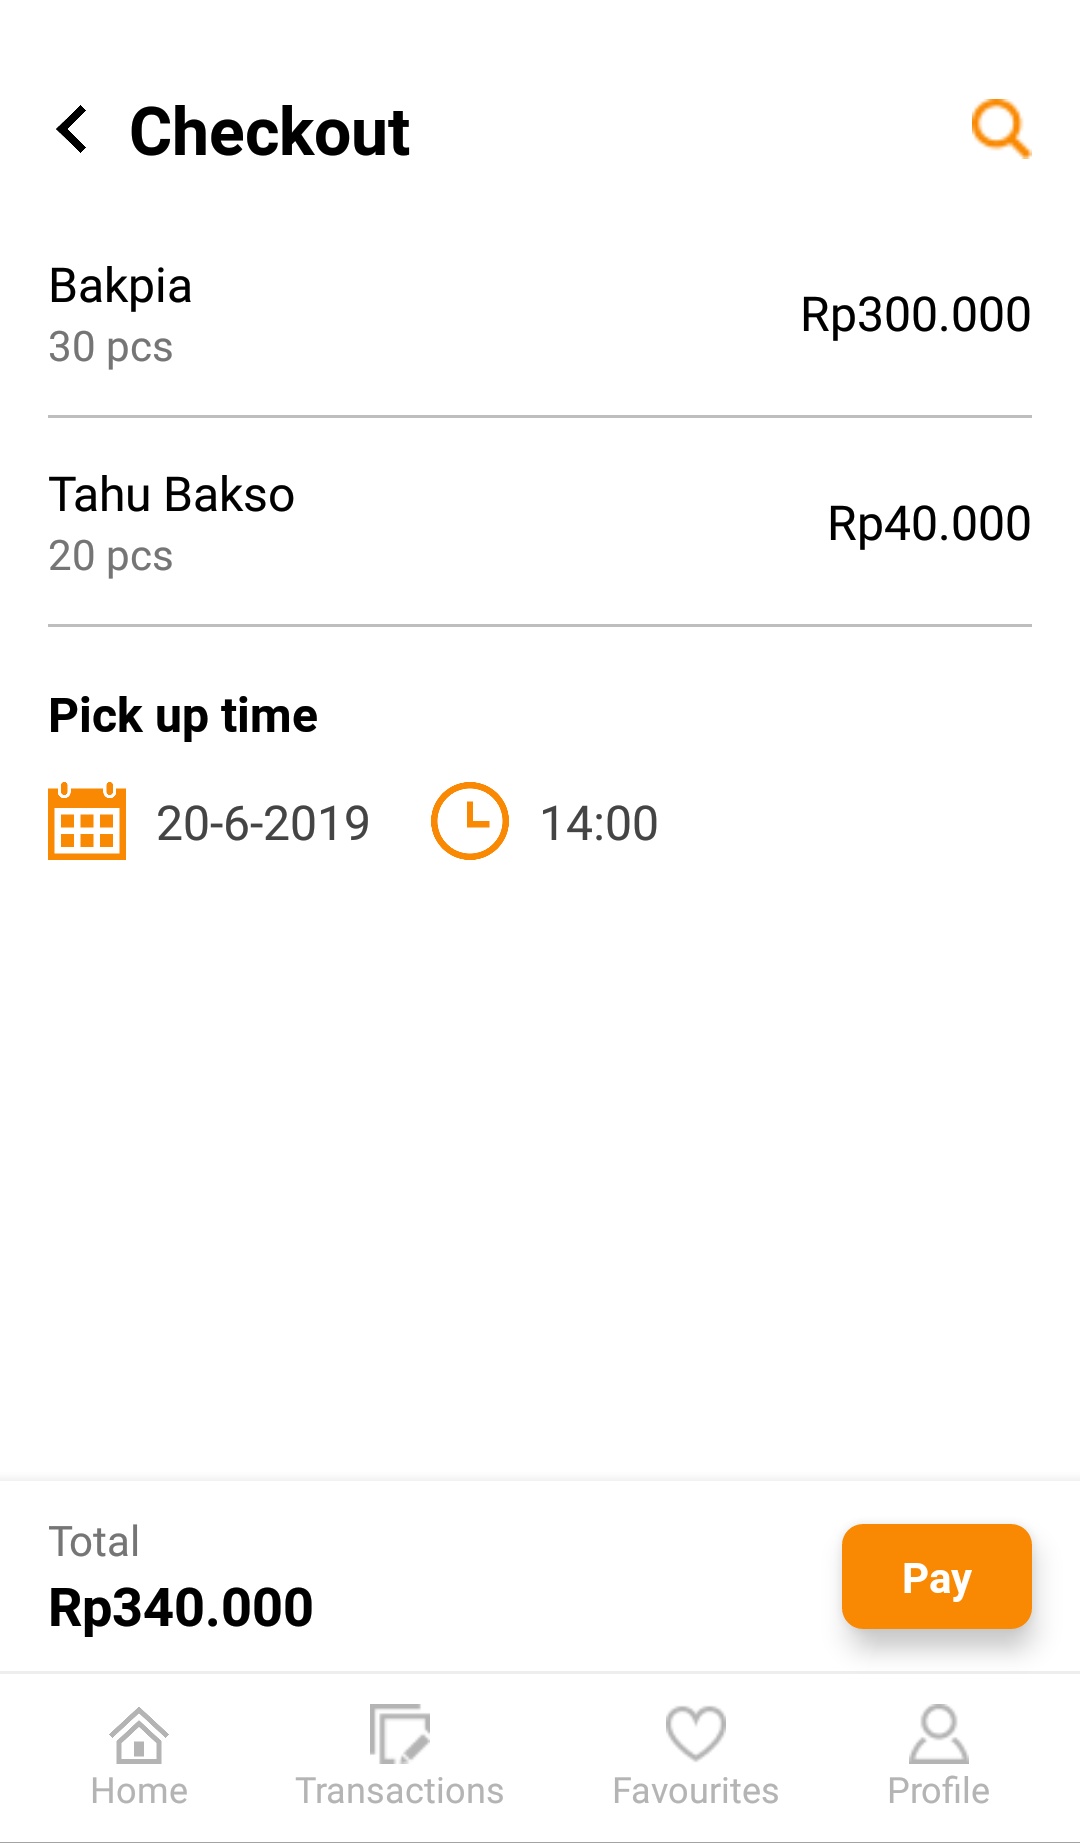 Checkout
Bakpia
30 pcs
Rp300.000
Tahu Bakso
20 pcs
Rp40.000
Pick up time
20-6-2019
14:00
Total
Rp340.000
Pay
Home
Transactions
Favourites
Profile